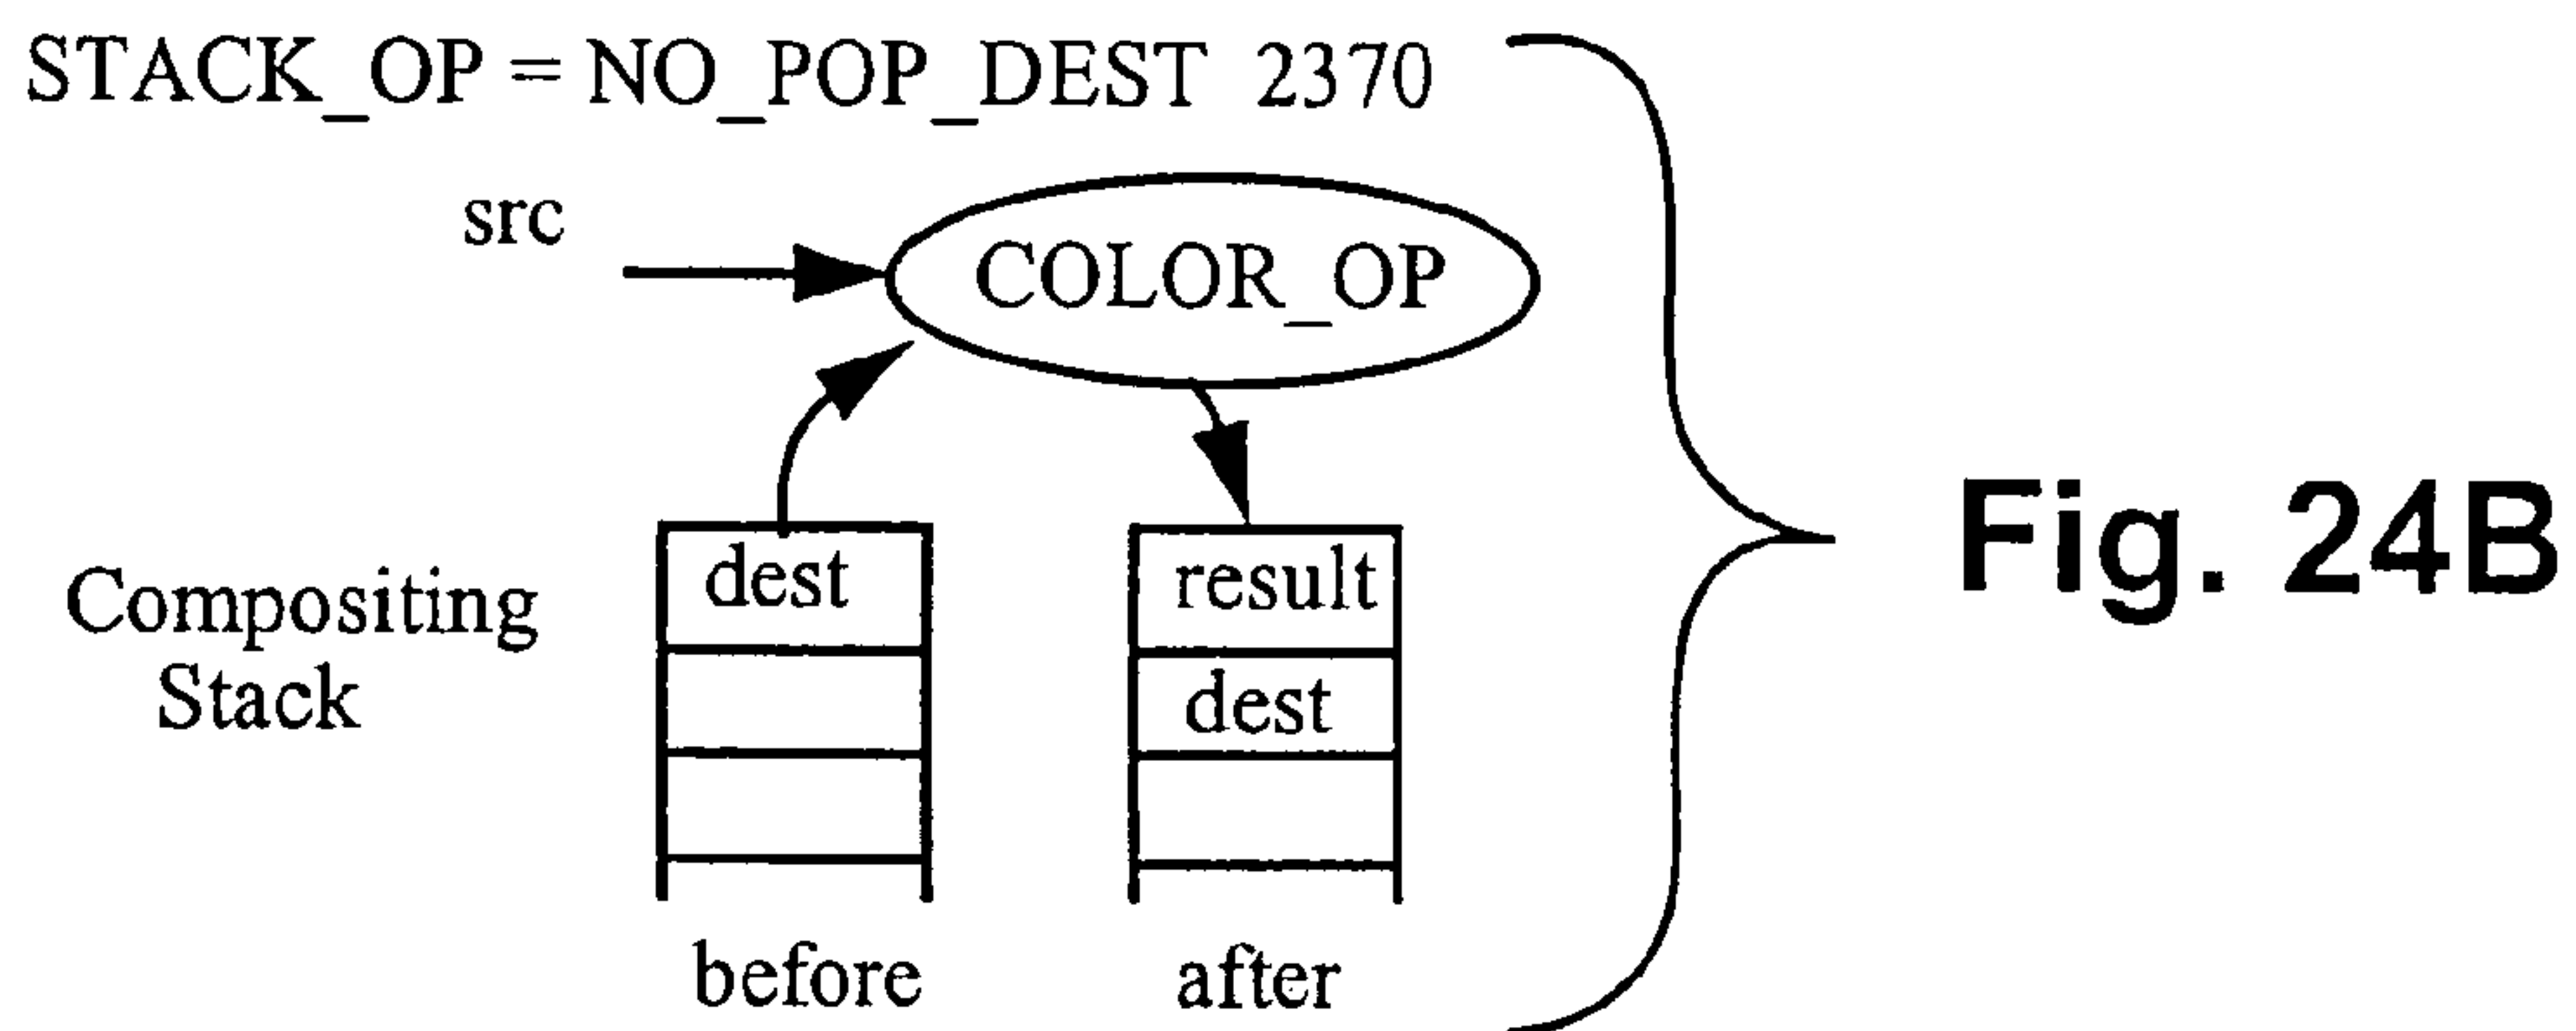 STACK_OP = NO_POP_DEST 2370
src
COLOR_OP
dest
result
dest
Compositing
Stack
before
after
Fig. 24B